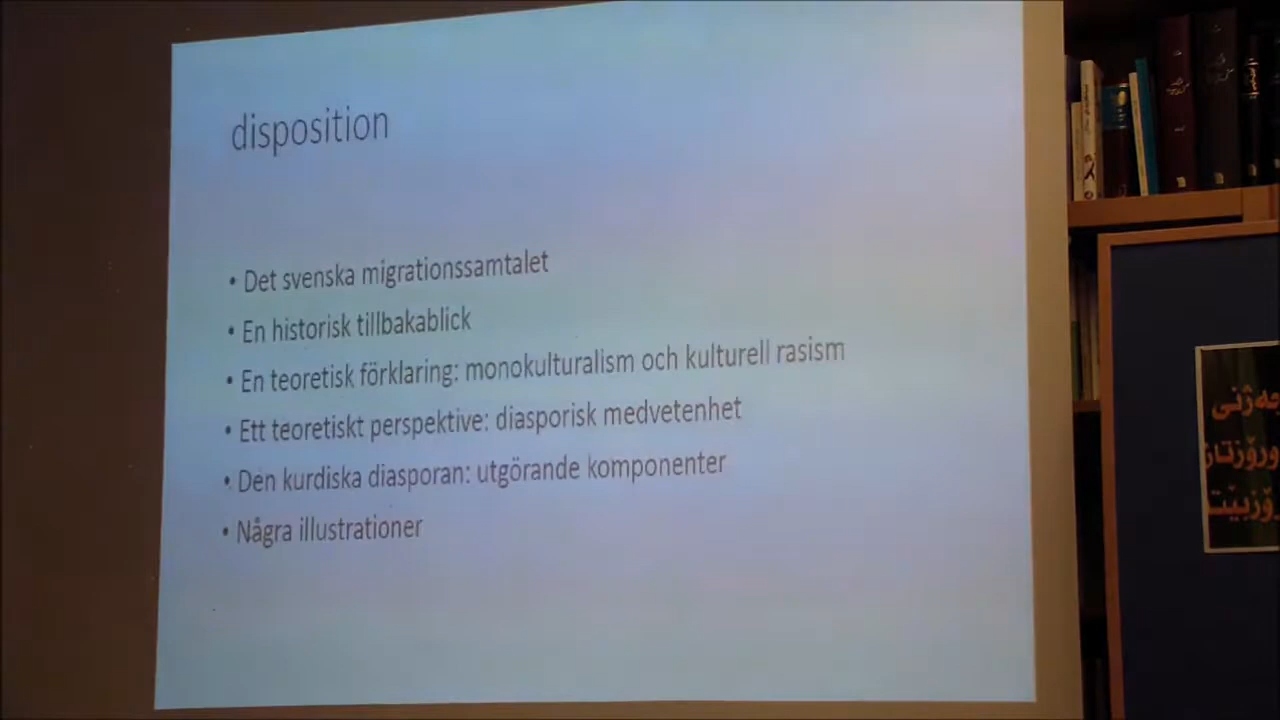 disposition
• Det svenska migrationssamtalet
• En historisk tillbakablick
• En teoretisk förklaring: monokulturalism och kulturell rasism
• Ett teoretiskt perspektive: diasporisk medvetenhet
• Den kurdiska diasporan: utgörande komponenter
• Några illustrationer
جەژنی